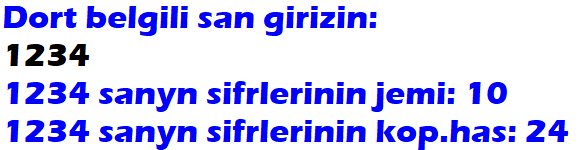 Dort belgili san girizin:
1234
1234 sanyn sifrlerinin jemi: 10
1234 sanyn sifrlerinin kop.has: 24